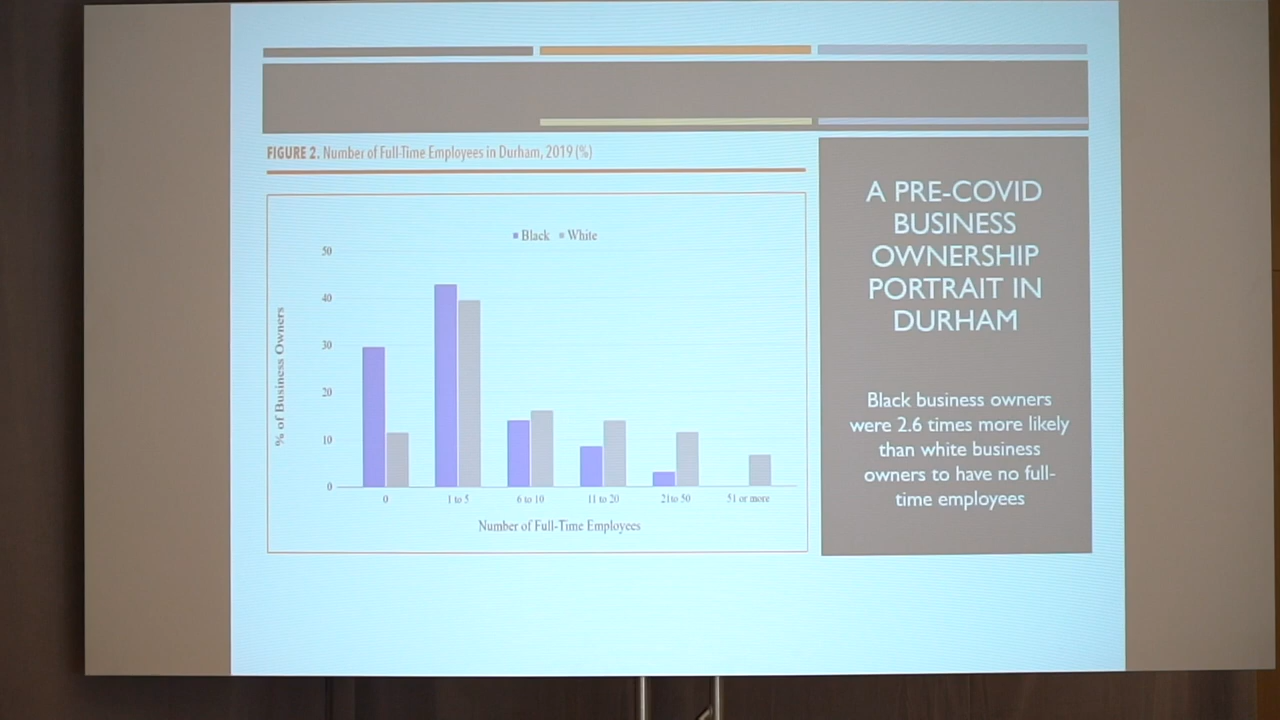 FIGURE 2. Number of Full-Time Employees in Durham, 2019 (%)
Black White
50
40
30
20
10
0
% of Business Owners
0 1 to 5 6 to 10 11 to 20 21to 50 51 or more
Number of Full-Time Employees
A PRE-COVID
BUSINESS
OWNERSHIP
PORTRAIT IN
DURHAM
Black business owners
were 2.6 times more likely
than white business
owners to have no full-
time employees